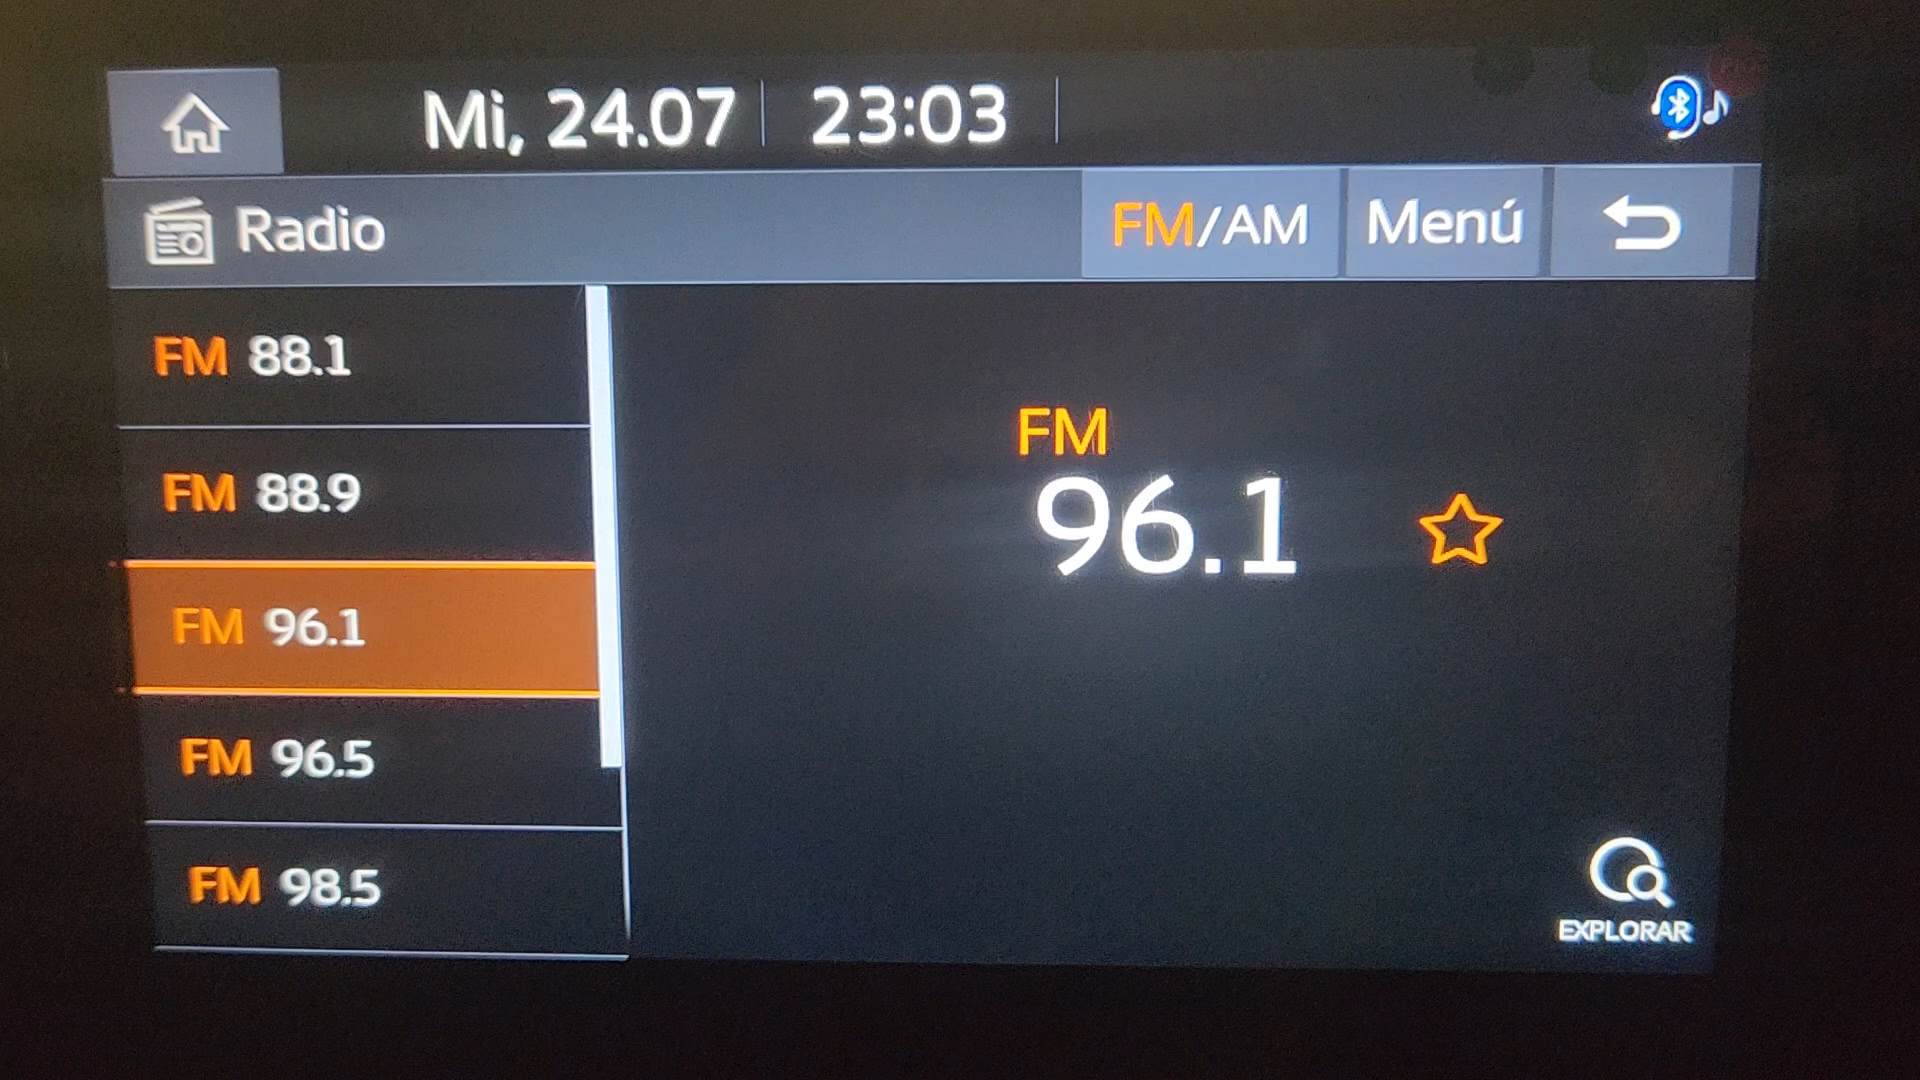 Mi, 24.07 23:03
Radio FM/AM Menú
FM 88.1
FM 88.9
FM 96.1
FM 96.5
FM 98.5
FM
96.1
EXPLORAR